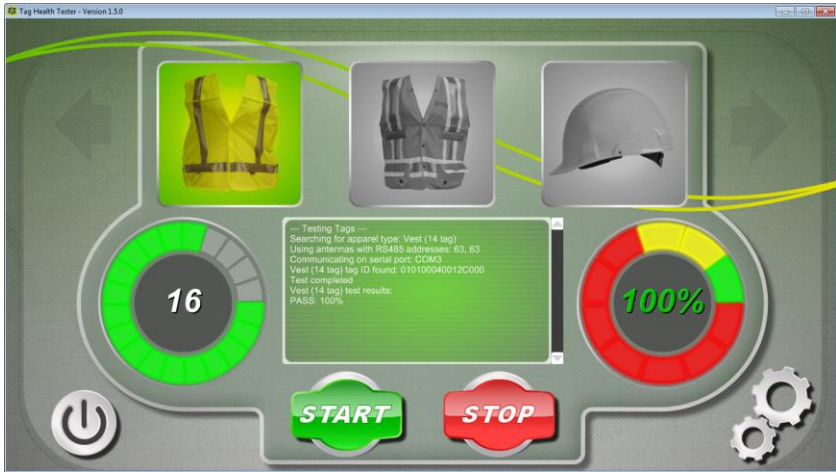 Tag Health Tester - Version 1.5.0
--- Testing Tags ---
Searching for apparel type: Vest (14 tag)
Using antennas with RS485 addresses: 63, 63
Communicating on serial port: COM3
Vest (14 tag) tag ID found: 010100040012C000
Test completed
Vest (14 tag) test results:
PASS: 100%
16
100%
START
STOP